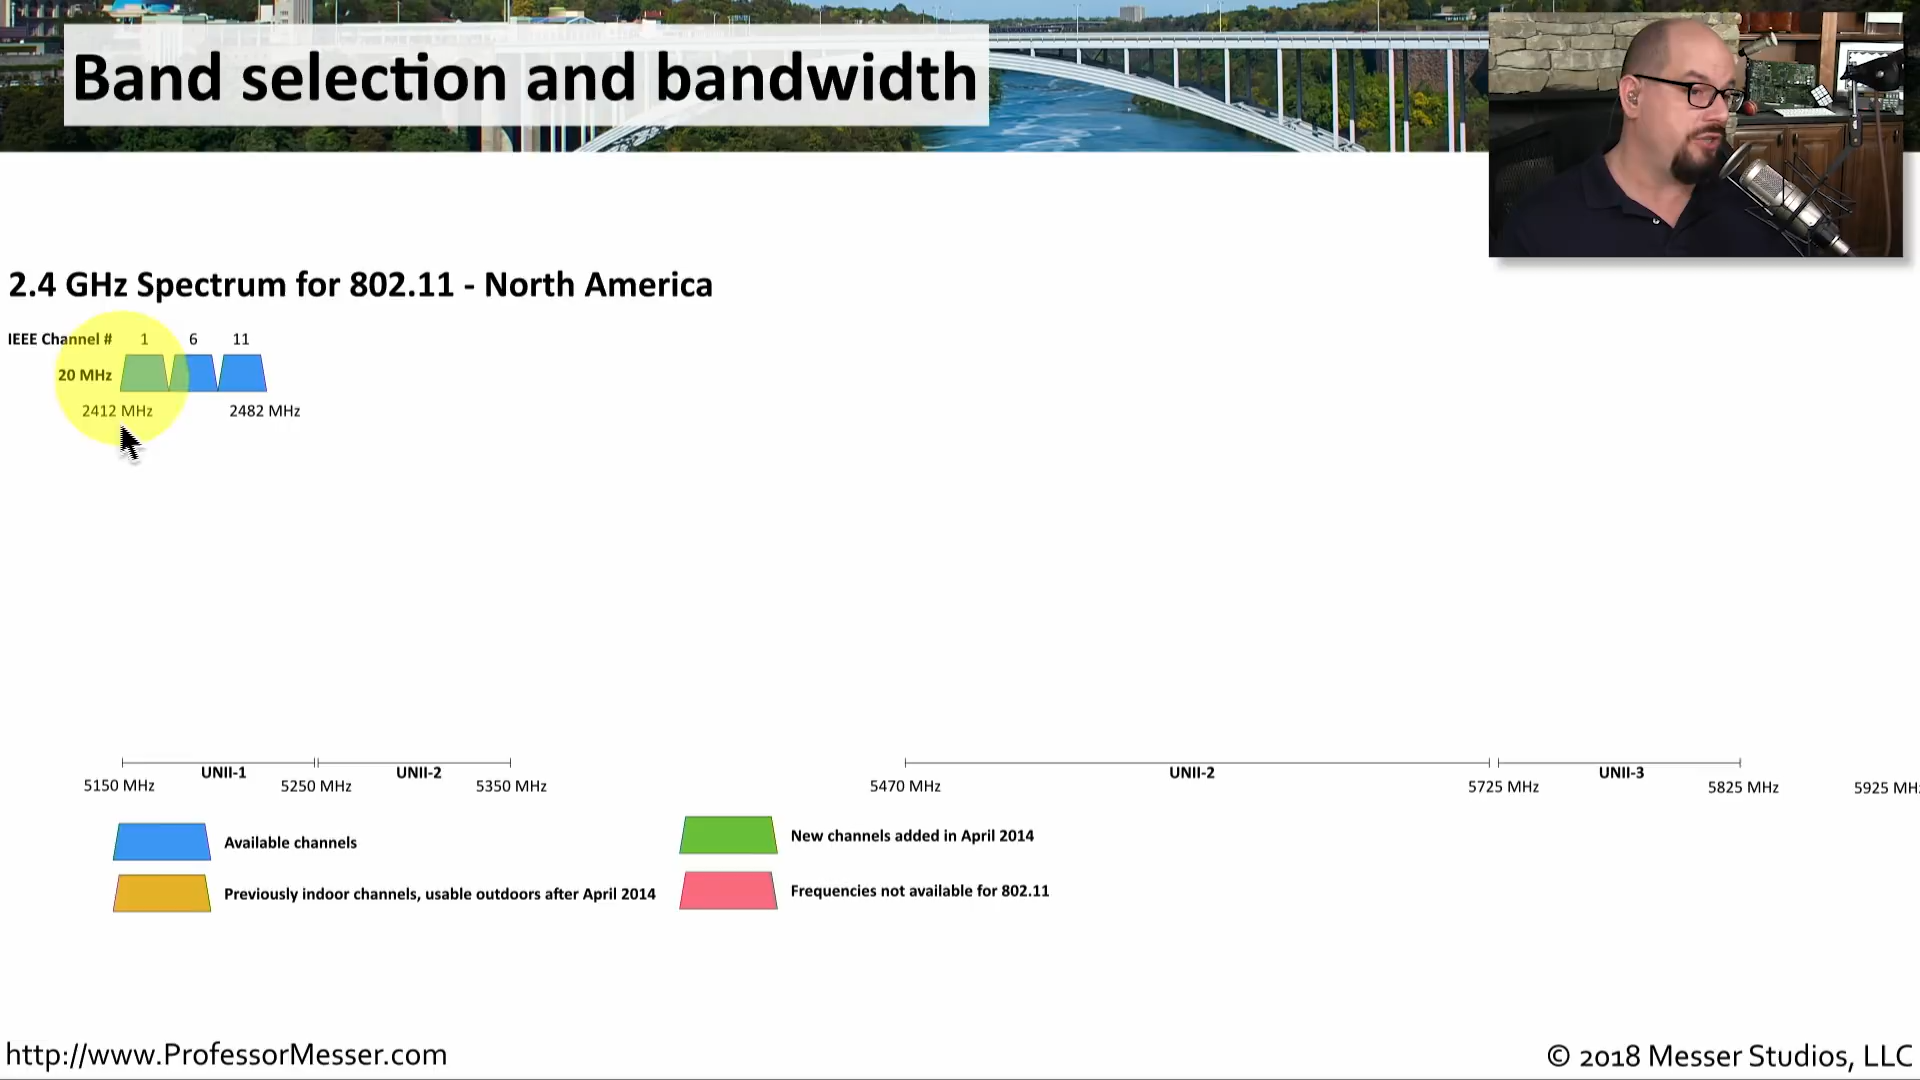 Band selection and bandwidth
2.4 GHz Spectrum for 802.11 - North America
IEEE Channel # 1 6 11
20 MHz
2412 MHz 2482 MHz
UNII-1 UNII-2 UNII-2 UNII-3
5150 MHz 5250 MHz 5350 MHz 5470 MHz 5725 MHz 5825 MHz 5925 MH
Available channels
New channels added in April 2014
Previously indoor channels, usable outdoors after April 2014
Frequencies not available for 802.11
http://www.ProfessorMesser.com
© 2018 Messer Studios, LLC